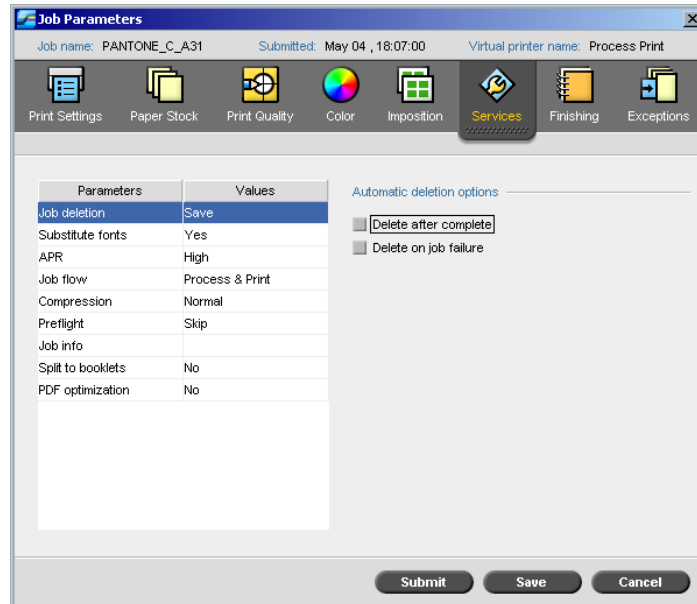 Job Parameters
Job name: PANTONE_C_A31 Submitted: May 04 , 18:07:00 Virtual printer name: Process Print
Print Settings Paper Stock Print Quality Color Imposition Services Finishing Exceptions
Parameters Values
Job deletion Save
Substitute fonts Yes
APR High
Job flow Process & Print
Compression Normal
Preflight Skip
Job info
Split to booklets No
PDF optimization No
Automatic deletion options
Delete after complete
Delete on job failure
Submit Save Cancel